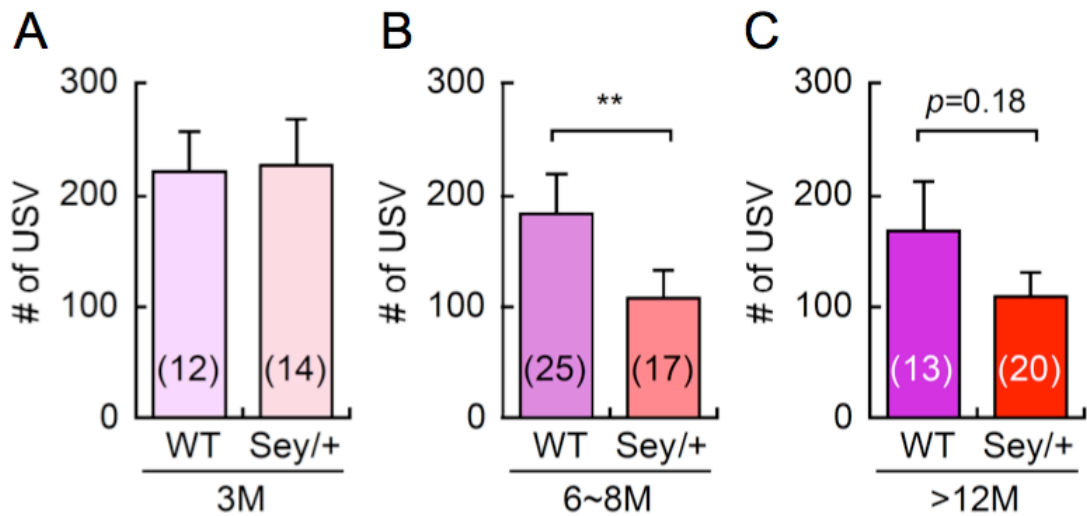 A
# of USV
300
200
100
0
(12)
(14)
WT
Sey/+
3M
B
# of USV
300
200
100
0
**
(25)
(17)
WT
Sey/+
6~8M
C
# of USV
300
200
100
0
p=0.18
(13)
(20)
WT
Sey/+
>12M